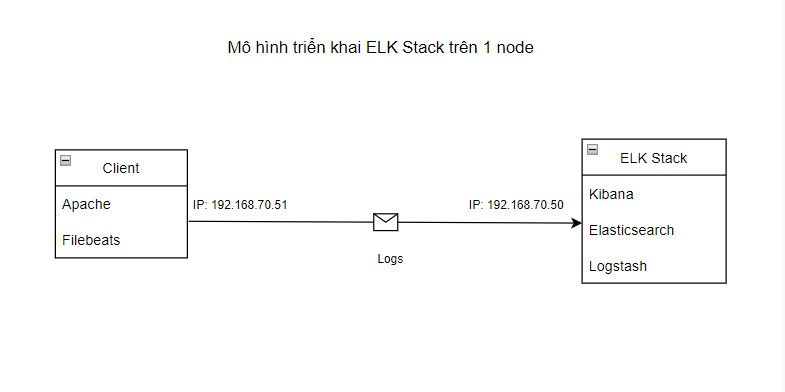 Mô hình triển khai ELK Stack trên 1 node
Client
Apache
Filebeats
IP: 192.168.70.51
Logs
IP: 192.168.70.50
ELK Stack
Kibana
Elasticsearch
Logstash